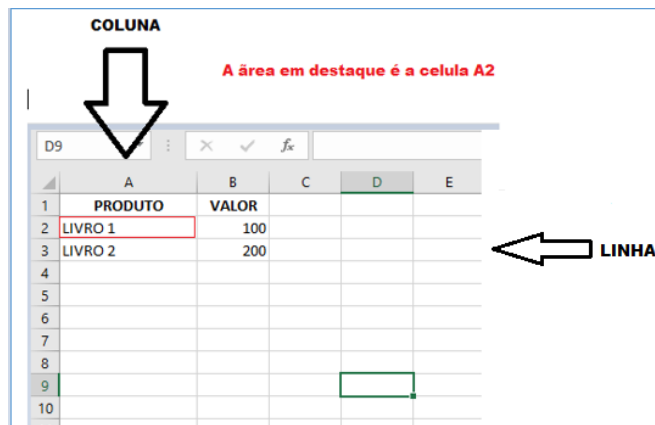 COLUNA
A ãrea em destaque é a celula A2
D9 fx
A B C D E
1 PRODUTO VALOR
2 LIVRO 1 100
3 LIVRO 2 200
LINHA
4
5
6
7
8
9
10